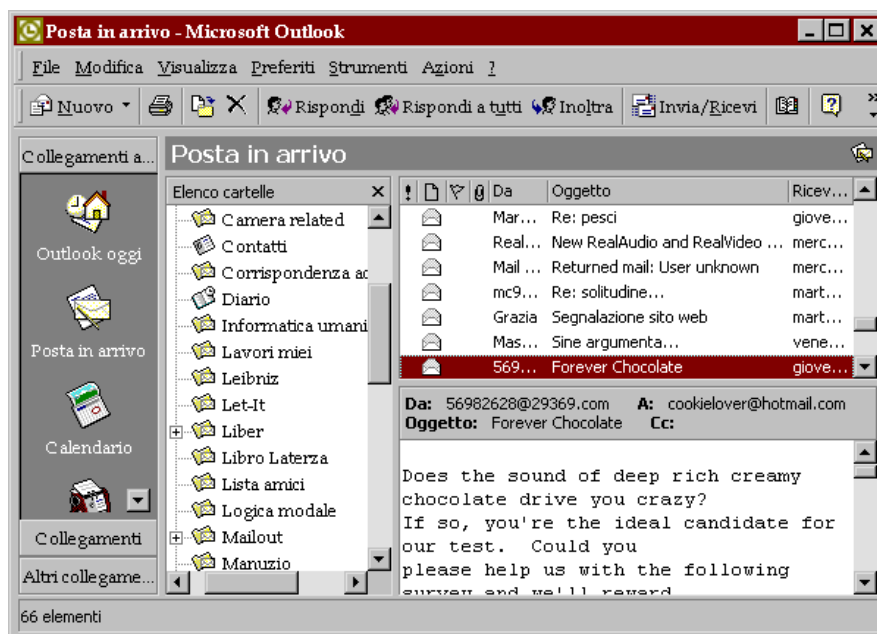 Posta in arrivo - Microsoft Outlook
File Modifica Visualizza Preferiti Strumenti Azioni ?
Nuovo Rispondi Rispondi a tutti Inoltra Invia/Ricevi
Collegamenti a...
Outlook oggi
Posta in arrivo
Calendario
Collegamenti
Altri collegame...
Posta in arrivo
Elenco cartelle
Camera related
Contatti
Corrispondenza ac
Diario
Informatica umani
Lavori miei
Leibniz
Let-It
Liber
Libro Laterza
Lista amici
Logica modale
Mailout
Manuzio
Da Oggetto Ricev...
Mar... Re: pesci giove...
Real... New RealAudio and RealVideo ... merc...
Mail ... Returned mail: User unknown merc...
mc9... Re: solitudine... mart...
Grazia Segnalazione sito web mart...
Mas... Sine argumenta... vene...
569... Forever Chocolate giove...
Da: 56982628@29369.com A: cookielover@hotmail.com
Oggetto: Forever Chocolate Cc:
Does the sound of deep rich creamy
chocolate drive you crazy?
If so, you're the ideal candidate for
our test. Could you
please help us with the following
survey and we'll reward
66 elementi